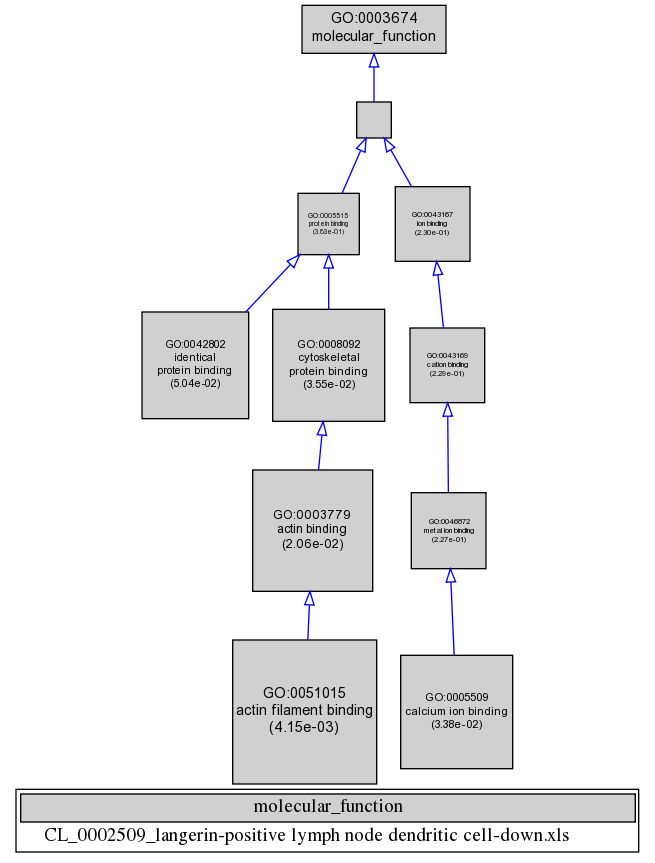 GO:0003674
molecular_function
GO:0005515
protein binding
(3.63e-01)
GO:0043167
ion binding
(2.30e-01)
GO:0042802
identical
protein binding
(5.04e-02)
GO:0008092
cytoskeletal
protein binding
(3.55e-02)
GO:0043169
cation binding
(2.29e-01)
GO:0003779
actin binding
(2.06e-02)
GO:0046872
metal ion binding
(2.27e-01)
GO:0051015
actin filament binding
(4.15e-03)
GO:0005509
calcium ion binding
(3.38e-02)
molecular_function
CL_0002509_langerin-positive lymph node dendritic cell-down.xls